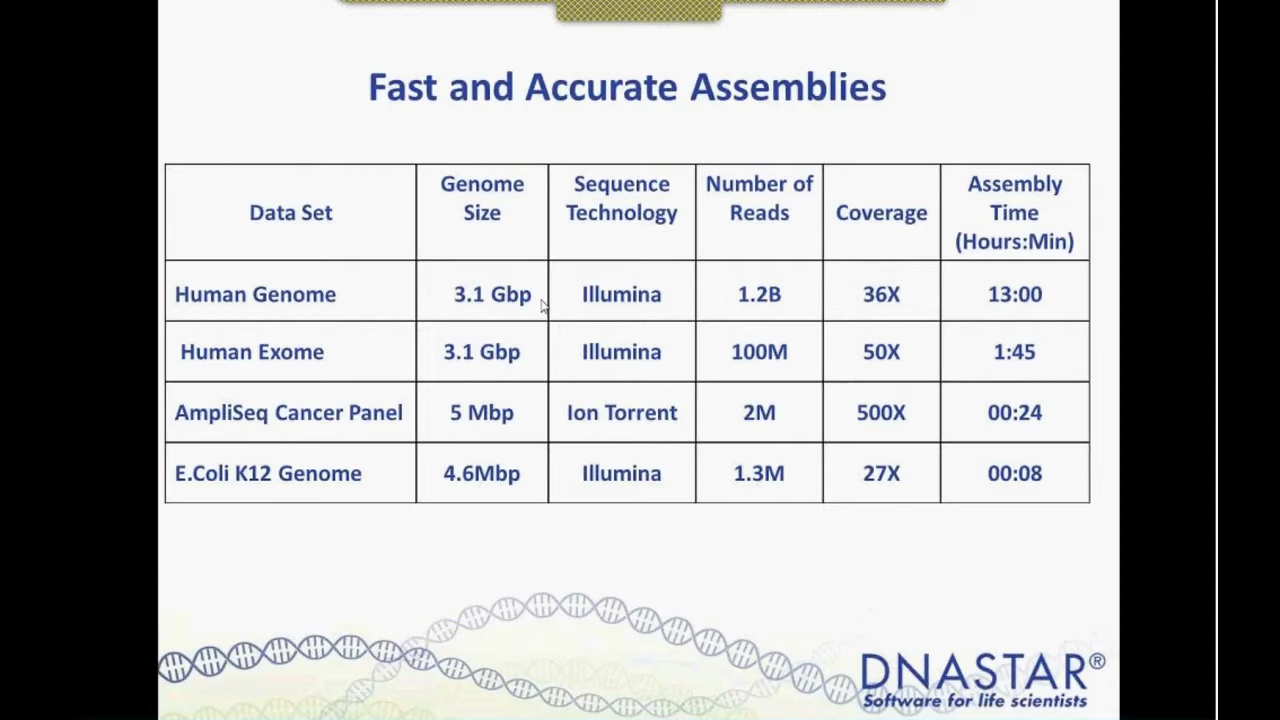 Fast and Accurate Assemblies
Data Set
Genome
Size
Sequence
Technology
Number of
Reads
Coverage
Assembly
Time
(Hours:Min)
Human Genome 3.1 Gbp Illumina 1.2B 36X 13:00
Human Exome 3.1 Gbp Illumina 100M 50X 1:45
AmpliSeq Cancer Panel 5 Mbp Ion Torrent 2M 500X 00:24
E.Coli K12 Genome 4.6Mbp Illumina 1.3M 27X 00:08
DNASTAR®
Software for life scientists